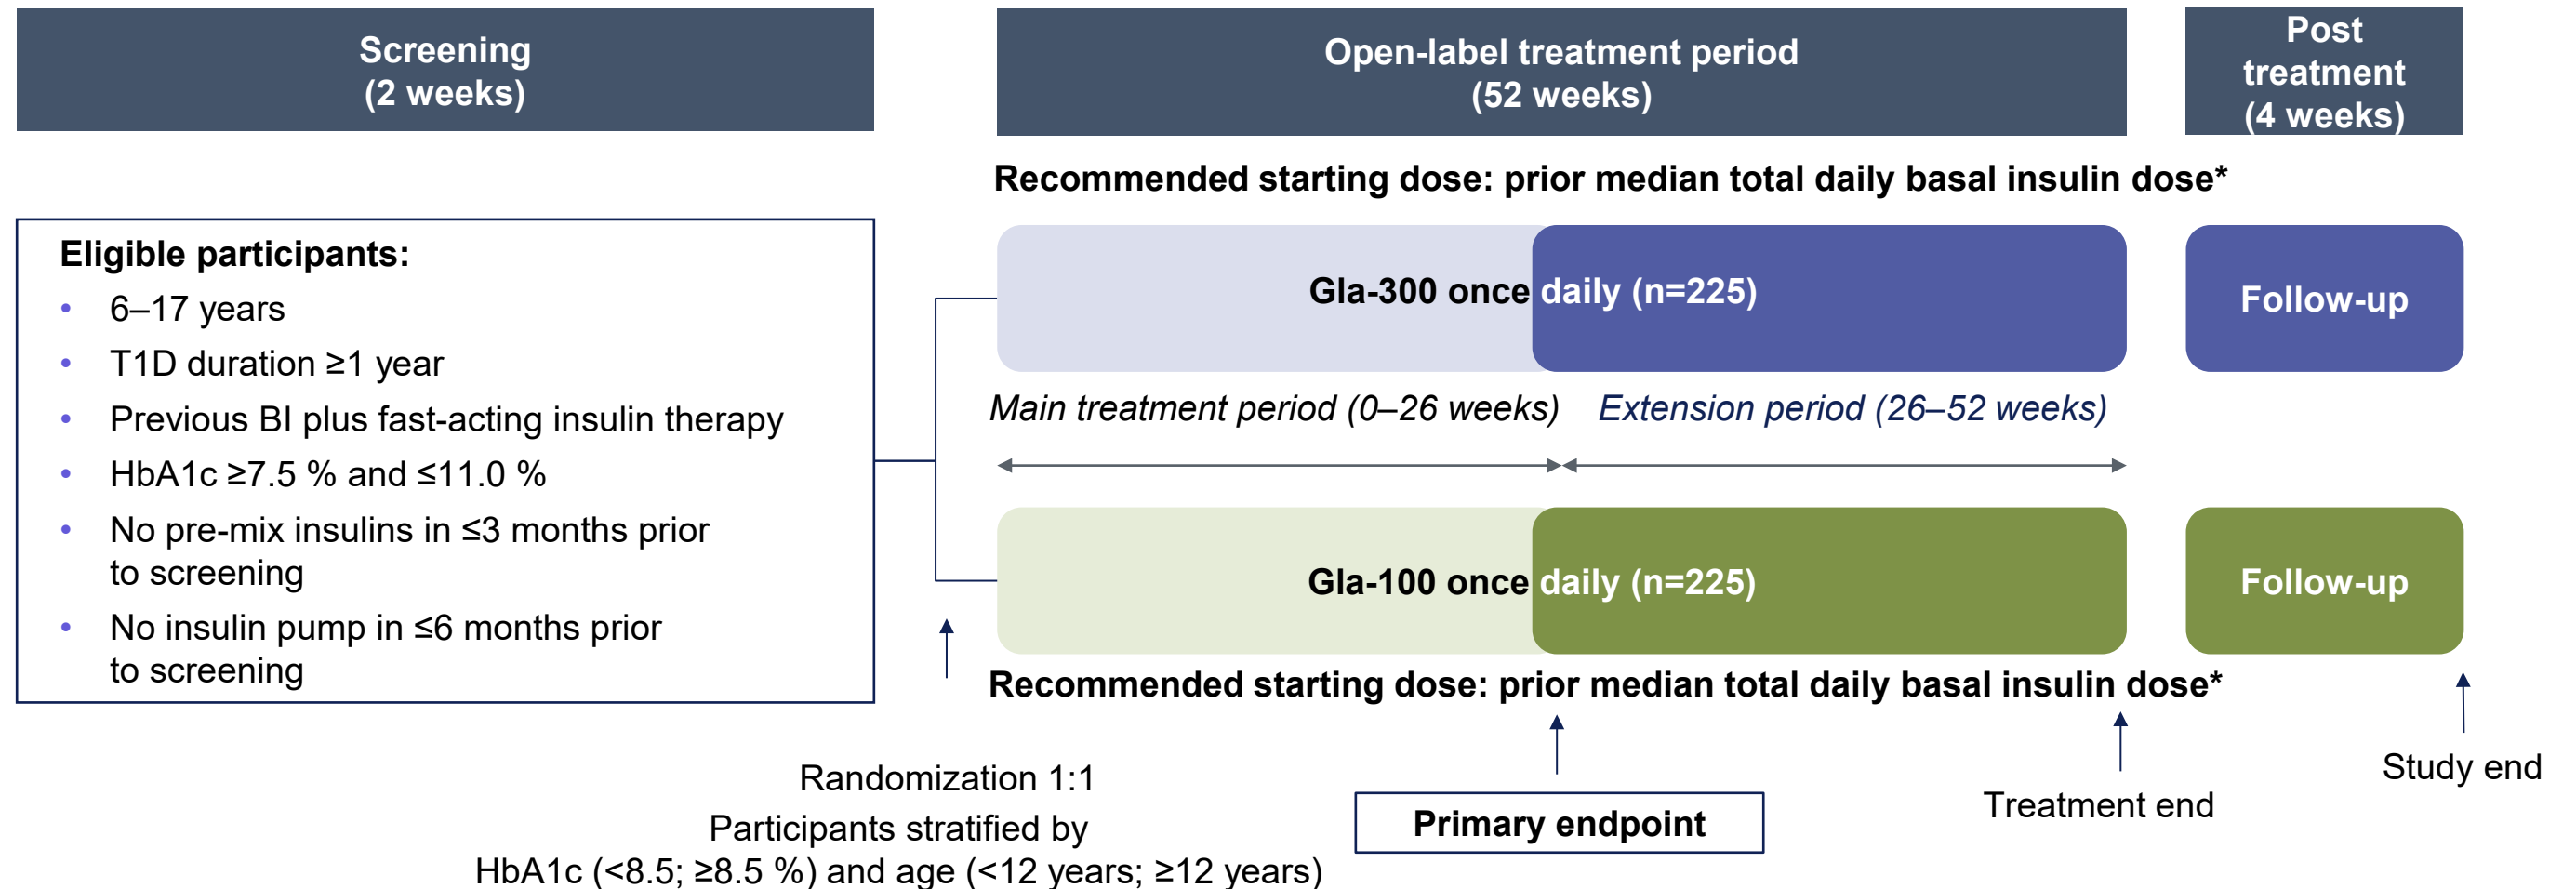 Screening
(2 weeks)
Open-label treatment period
(52 weeks)
Post
treatment
(4 weeks)
Recommended starting dose: prior median total daily basal insulin dose*
Eligible participants:
• 6–17 years
• T1D duration ≥1 year
• Previous BI plus fast-acting insulin therapy
• HbA1c ≥7.5 % and ≤11.0 %
• No pre-mix insulins in ≤3 months prior
to screening
• No insulin pump in ≤6 months prior
to screening
Gla-300 once daily (n=225)
Follow-up
Main treatment period (0–26 weeks)
Extension period (26–52 weeks)
Gla-100 once daily (n=225)
Follow-up
Recommended starting dose: prior median total daily basal insulin dose*
Randomization 1:1
Participants stratified by
HbA1c (<8.5; ≥8.5 %) and age (<12 years; ≥12 years)
Primary endpoint
Treatment end
Study end